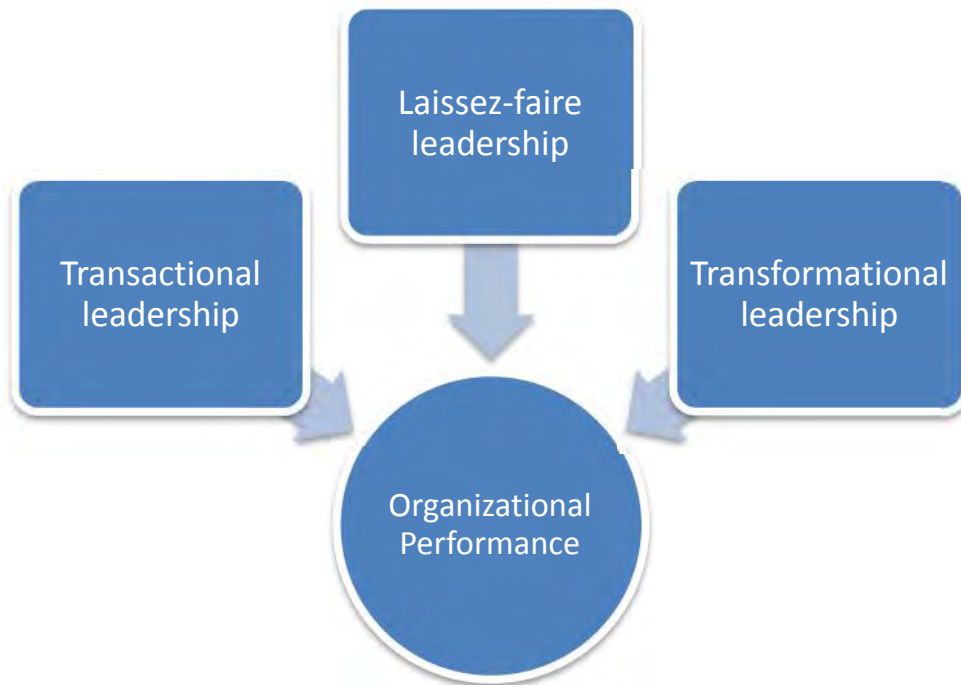 Laissez-faire
leadership
Transactional
leadership
Transformational
leadership
Organizational
Performance